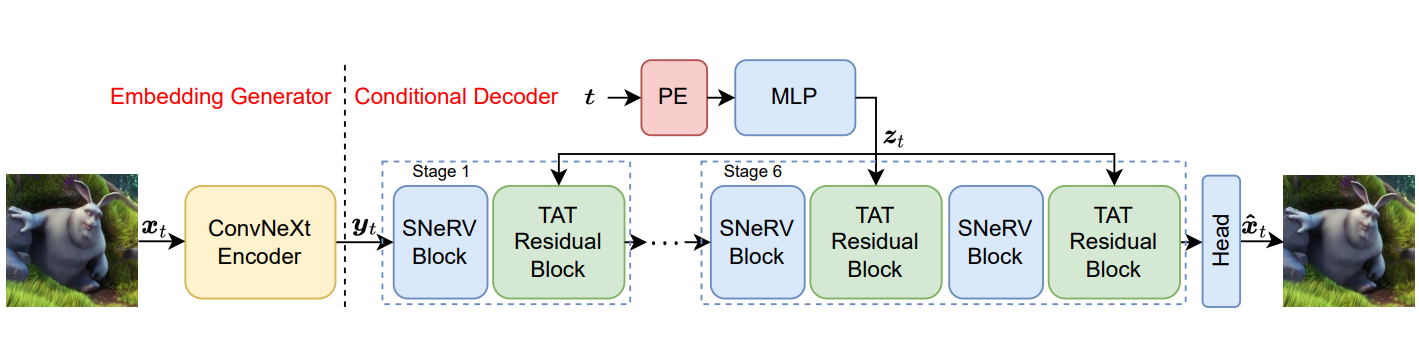 Embedding Generator
Conditional Decoder
t
PE
MLP
z_t
Stage 1
Stage 6
x_t
ConvNeXt
Encoder
y_t
SNeRV
Block
TAT
Residual
Block
...
SNeRV
Block
TAT
Residual
Block
SNeRV
Block
TAT
Residual
Block
Head
x̂_t